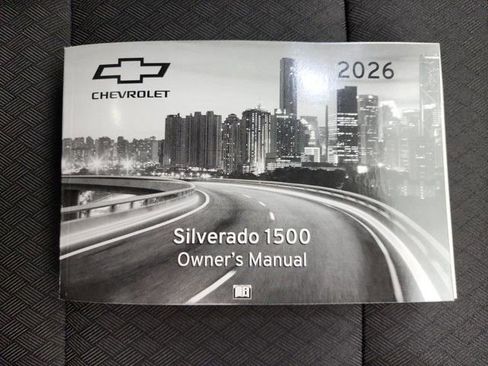 2026
CHEVROLET
Silverado 1500
Owner's Manual